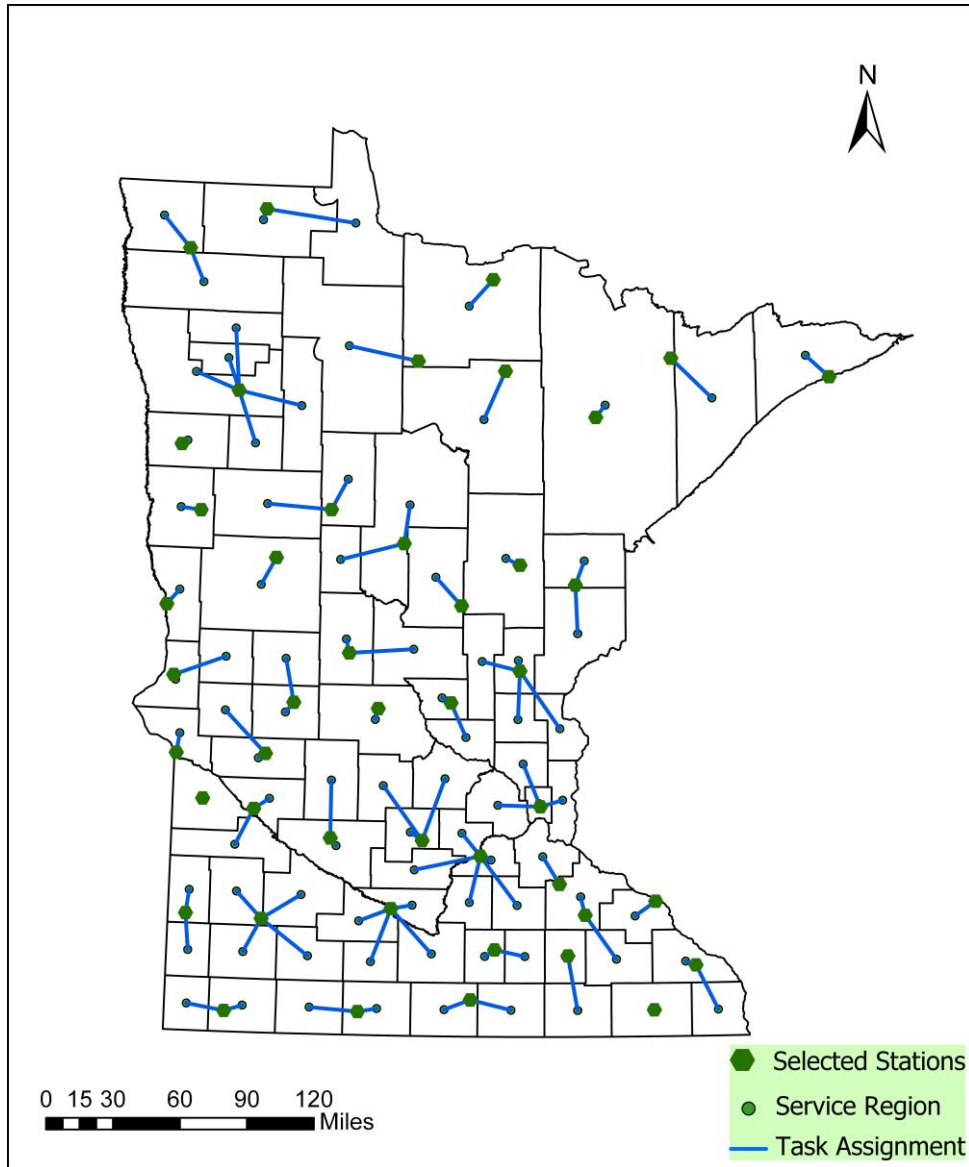 N
Selected Stations
Service Region
Task Assignment
0 15 30 60 90 120
Miles